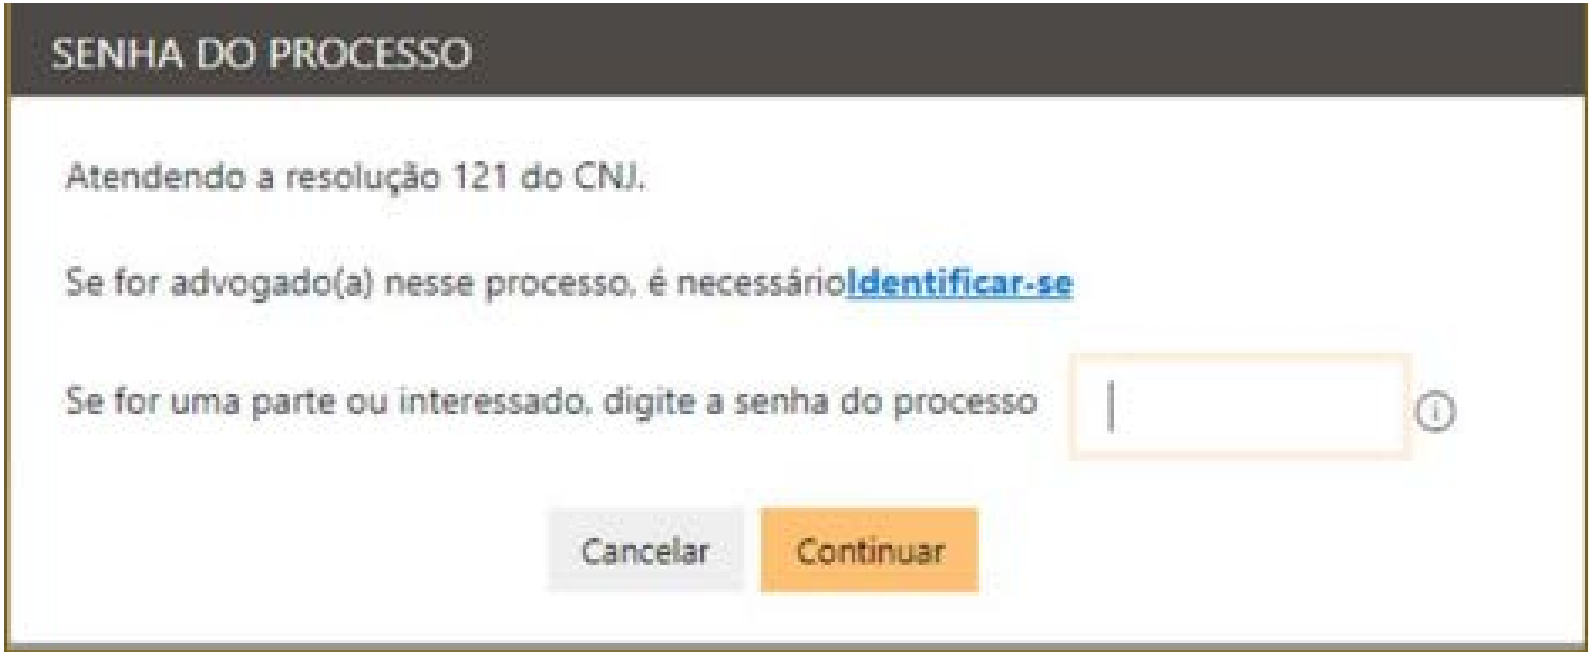 SENHA DO PROCESSO
Atendendo a resolução 121 do CNJ.
Se for advogado(a) nesse processo, é necessárioIdentificar-se
Se for uma parte ou interessado, digite a senha do processo
Cancelar Continuar